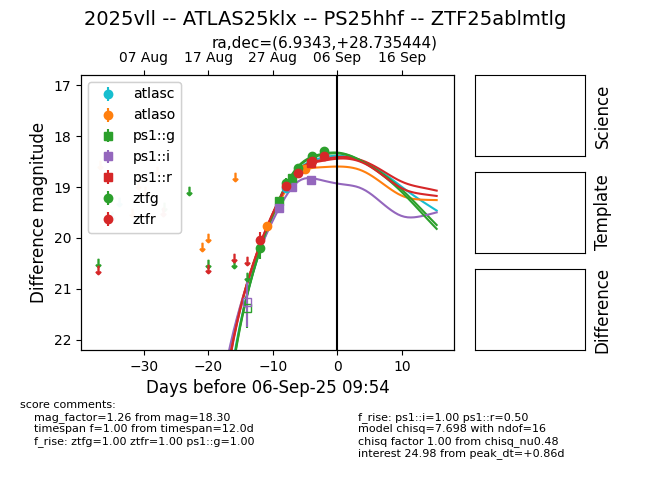 2025vll -- ATLAS25klx -- PS25hhf -- ZTF25ablmtlg
ra,dec=(6.9343,+28.735444)
07 Aug 17 Aug 27 Aug 06 Sep 16 Sep
17
18
19
20
21
22
Difference magnitude
atlasc
atlaso
ps1::g
ps1::i
ps1::r
ztfg
ztfr
−30 −20 −10 0 10
Days before 06-Sep-25 09:54
Science
Template
Difference
score comments:
mag_factor=1.26 from mag=18.30
timespan f=1.00 from timespan=12.0d
f_rise: ztfg=1.00 ztfr=1.00 ps1::g=1.00
f_rise: ps1::i=1.00 ps1::r=0.50
model chisq=7.698 with ndof=16
chisq factor 1.00 from chisq_nu0.48
interest 24.98 from peak_dt=+0.86d